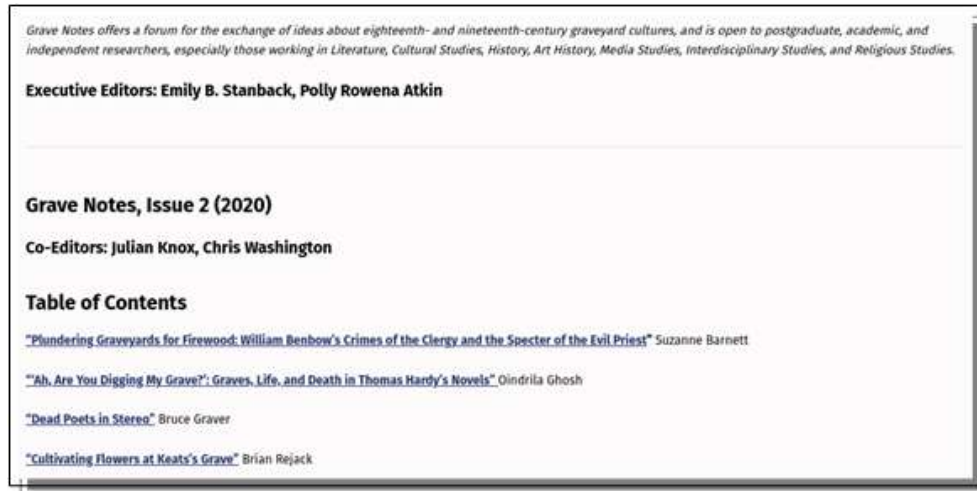 Grave Notes offers a forum for the exchange of ideas about eighteenth- and nineteenth-century graveyard cultures, and is open to postgraduate, academic, and
independent researchers, especially those working in Literature, Cultural Studies, History, Art History, Media Studies, Interdisciplinary Studies, and Religious Studies.
Executive Editors: Emily B. Stanback, Polly Rowena Atkin
Grave Notes, Issue 2 (2020)
Co-Editors: Julian Knox, Chris Washington
Table of Contents
“Plundering Graveyards for Firewood: William Benbow’s Crimes of the Clergy and the Specter of the Evil Priest” Suzanne Barnett
“‘Ah, Are You Digging My Grave?’: Graves, Life, and Death in Thomas Hardy’s Novels” Oindrila Ghosh
“Dead Poets in Stereo” Bruce Graver
“Cultivating Flowers at Keats’s Grave” Brian Rejack